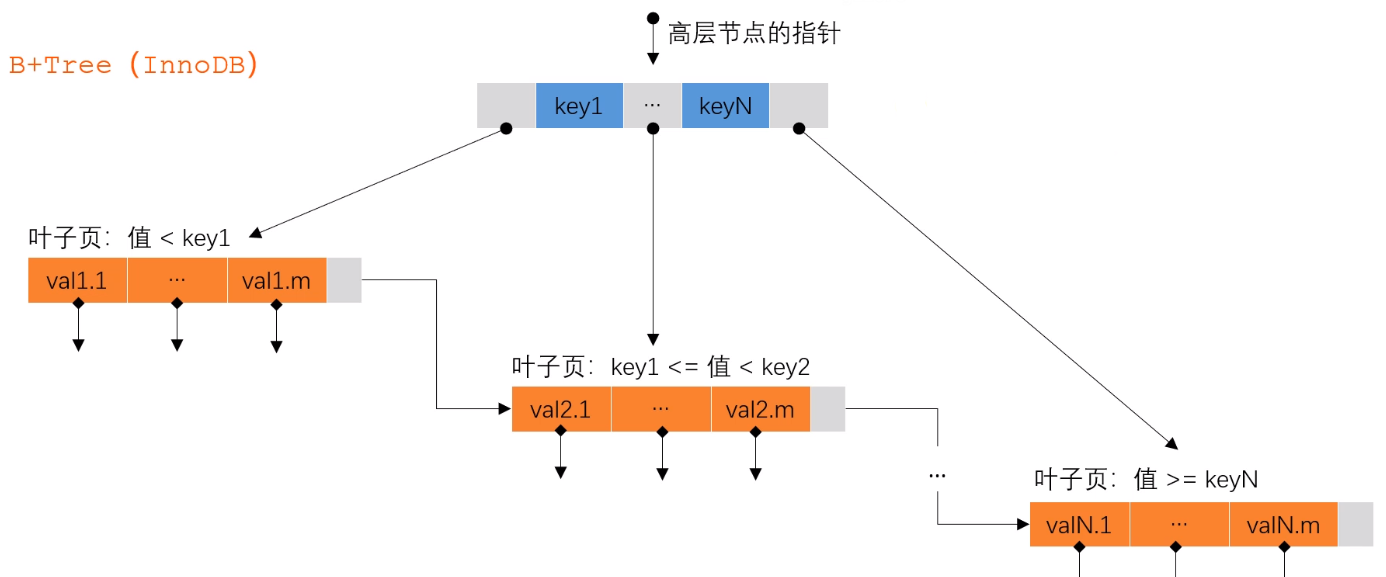 高层节点的指针
B+Tree (InnoDB)
key1 ... keyN
叶子页：值 < key1
val1.1 ... val1.m
叶子页：key1 <= 值 < key2
val2.1 ... val2.m
...
叶子页：值 >= keyN
valN.1 ... valN.m